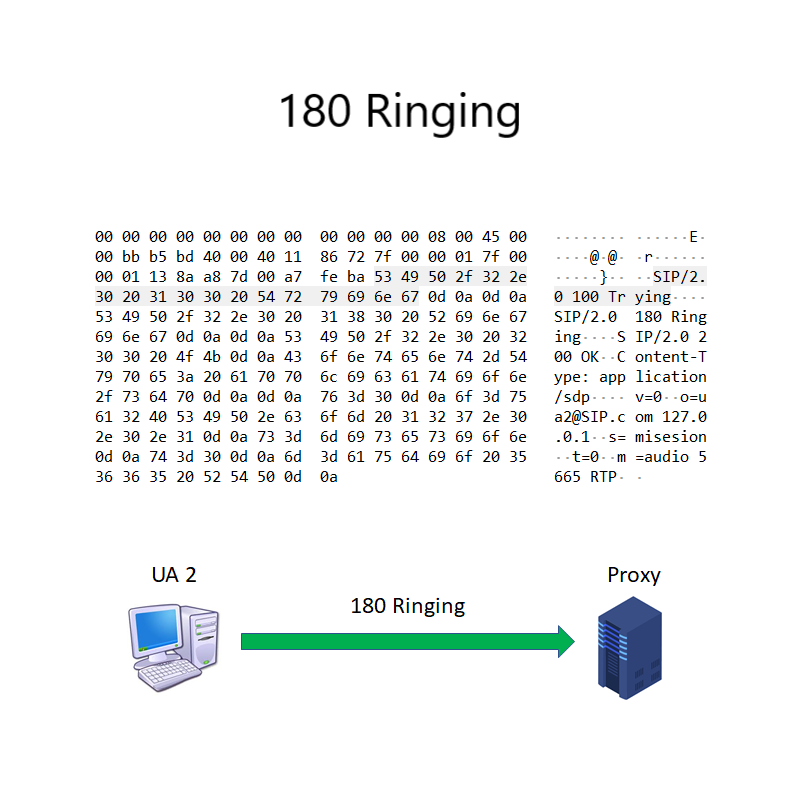 180 Ringing
00 00 00 00 00 00 00 00  00 00 00 00 08 00 45 00  ········ ······E·
00 bb b5 bd 40 00 40 11  86 72 7f 00 00 01 7f 00  ····@·@· ·r······
00 01 13 8a a8 7d 00 a7  fe ba 53 49 50 2f 32 2e  ·····}·· ··SIP/2.
30 20 31 30 30 20 54 72  79 69 6e 67 0d 0a 0d 0a  0 100 Tr ying····
53 49 50 2f 32 2e 30 20  31 38 30 20 52 69 6e 67  SIP/2.0  180 Ring
69 6e 67 0d 0a 0d 0a 53  49 50 2f 32 2e 30 20 32  ing····S IP/2.0 2
30 30 20 4f 4b 0d 0a 43  6f 6e 74 65 6e 74 2d 54  00 OK··C ontent-T
79 70 65 3a 20 61 70 70  6c 69 63 61 74 69 6f 6e  ype: app lication
2f 73 64 70 0d 0a 0d 0a  76 3d 30 0d 0a 6f 3d 75  /sdp···· v=0··o=u
61 32 40 53 49 50 2e 63  6f 6d 20 31 32 37 2e 30  a2@SIP.c om 127.0
2e 30 2e 31 0d 0a 73 3d  6d 69 73 65 73 69 6f 6e  .0.1··s= misesion
0d 0a 74 3d 30 0d 0a 6d  3d 61 75 64 69 6f 20 35  ··t=0··m =audio 5
36 36 35 20 52 54 50 0d  0a  665 RTP· ·
UA 2
Proxy
180 Ringing